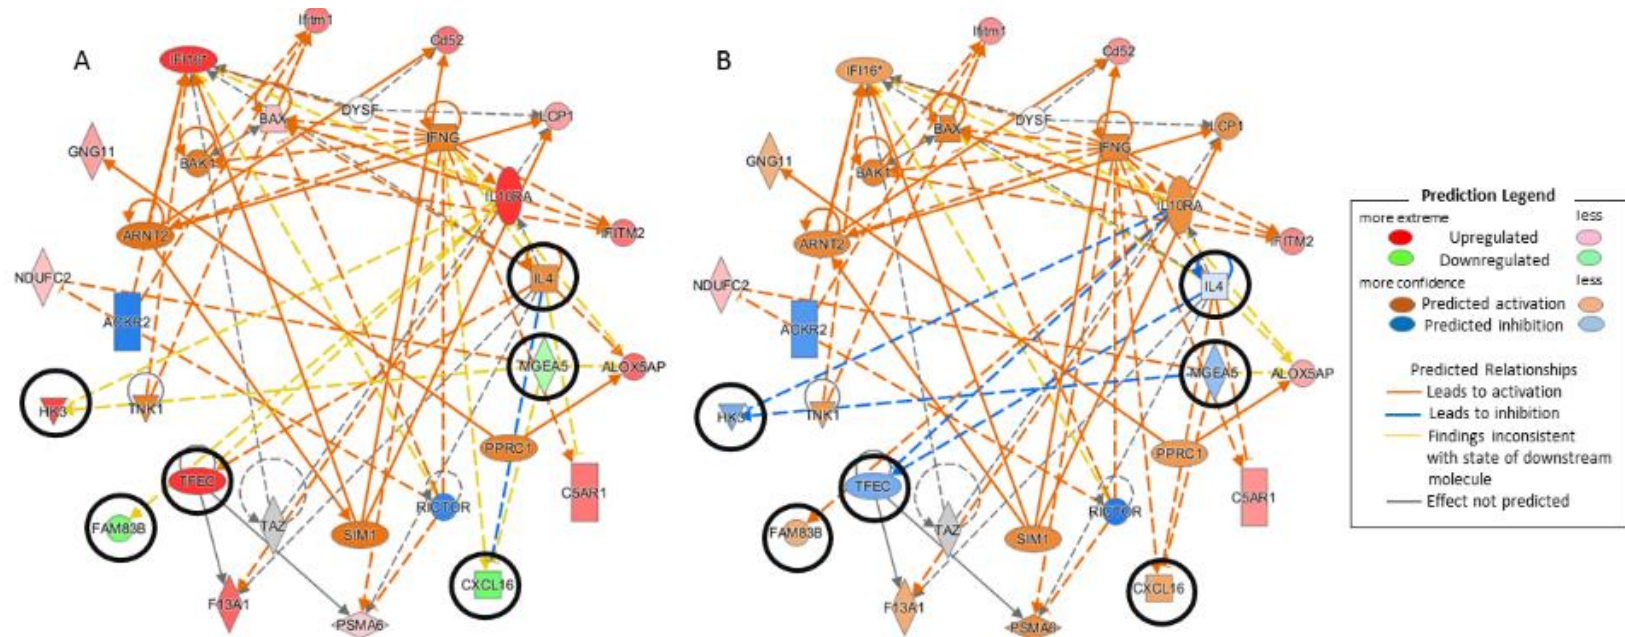 A
Ifitm1
Cd52
IFI16*
BAX
DYSF
LCP1
IFNG
GNG11
BAK1
IL10RA
ARNT2
IFITM2
NDUFC2
IL4
ACKR2
MGEA5
ALOX5AP
HK3
TNK1
PPRC1
TFEC
C5AR1
RICTOR
FAM83B
TAZ
SIM1
CXCL16
F13A1
PSMA6
B
Ifitm1
Cd52
IFI16*
BAX
DYSF
LCP1
IFNG
GNG11
BAK1
IL10RA
ARNT2
IFITM2
NDUFC2
IL4
ACKR2
MGEA5
ALOX5AP
HK3
TNK1
PPRC1
TFEC
C5AR1
RICTOR
FAM83B
TAZ
SIM1
CXCL16
F13A1
PSMA6
Prediction Legend
more extreme less
Upregulated
Downregulated
more confidence less
Predicted activation
Predicted inhibition
Predicted Relationships
Leads to activation
Leads to inhibition
Findings inconsistent
with state of downstream
molecule
Effect not predicted